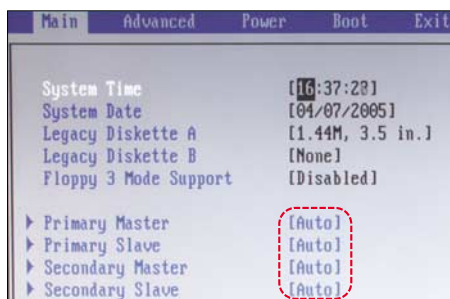 Main Advanced Power Boot Exit
System Time [16:37:28]
System Date [04/07/2005]
Legacy Diskette A [1.44M, 3.5 in.]
Legacy Diskette B [None]
Floppy 3 Mode Support [Disabled]
Primary Master [Auto]
Primary Slave [Auto]
Secondary Master [Auto]
Secondary Slave [Auto]